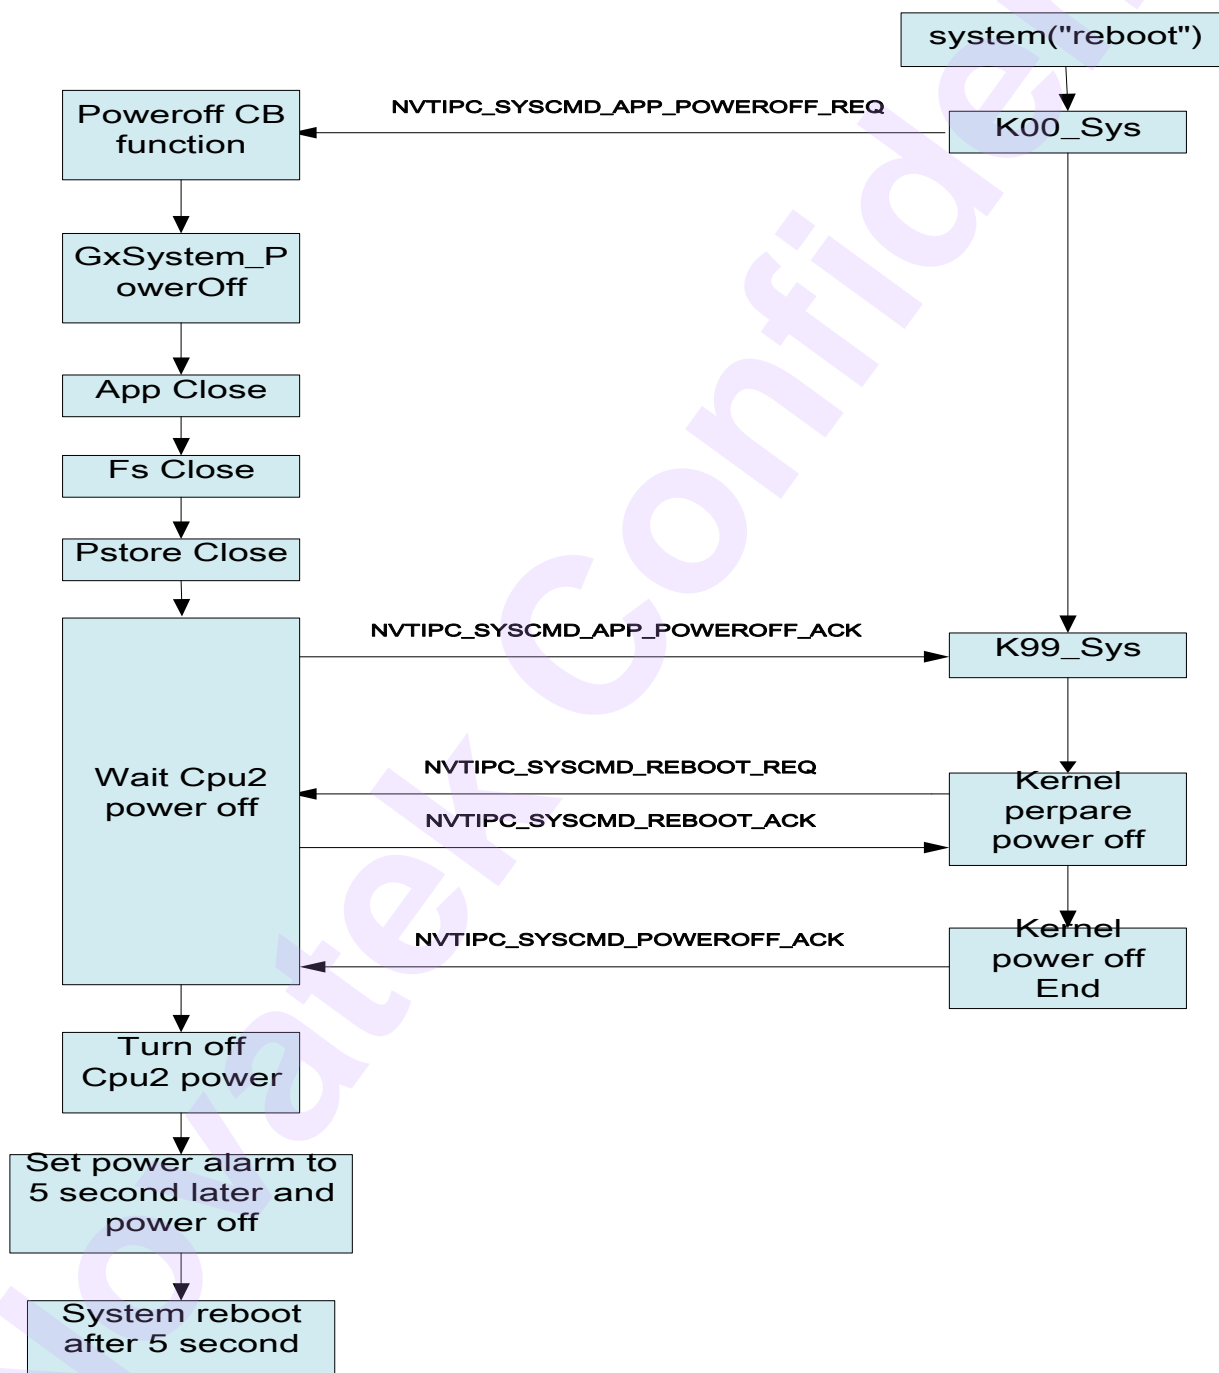 system("reboot")
NVTIPC_SYSCMD_APP_POWEROFF_REQ
Poweroff CB
function
K00_Sys
GxSystem_P
owerOff
App Close
Fs Close
Pstore Close
NVTIPC_SYSCMD_APP_POWEROFF_ACK
K99_Sys
Wait Cpu2
power off
NVTIPC_SYSCMD_REBOOT_REQ
NVTIPC_SYSCMD_REBOOT_ACK
Kernel
perpare
power off
NVTIPC_SYSCMD_POWEROFF_ACK
Kernel
power off
End
Turn off
Cpu2 power
Set power alarm to
5 second later and
power off
System reboot
after 5 second
Novatek Confiden